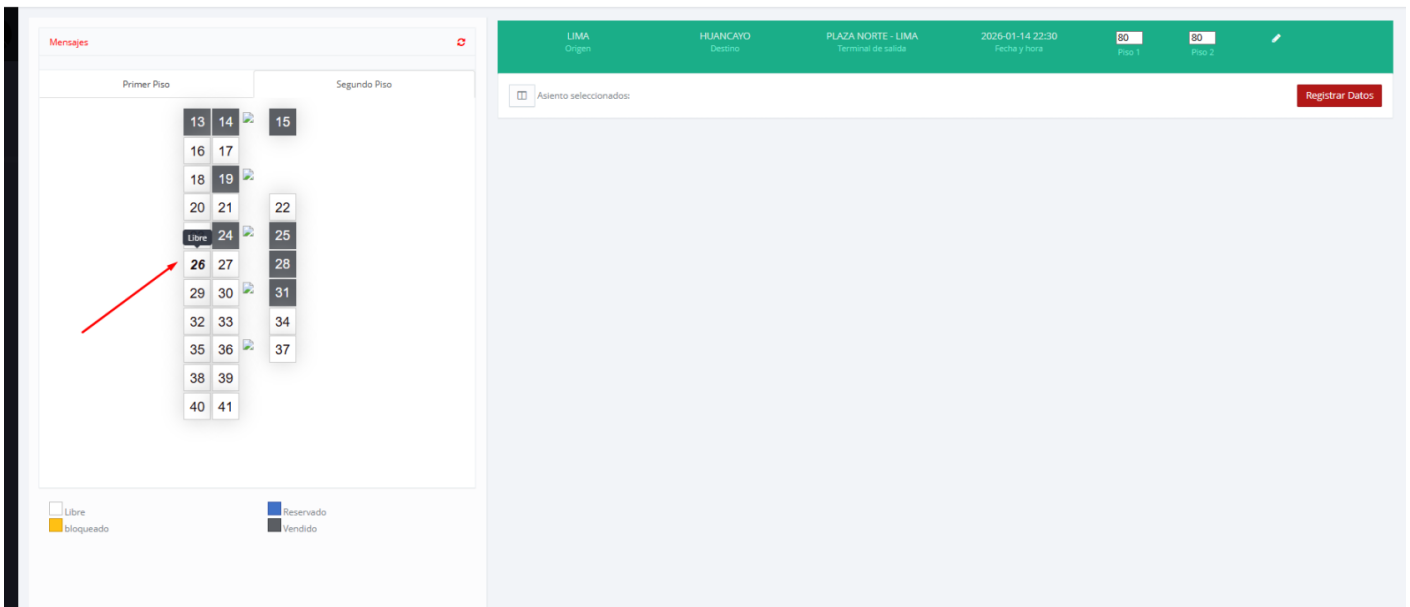 Mensajes
Primer Piso
Segundo Piso
13 14 15
16 17
18 19
20 21 22
Libre 24 25
26 27 28
29 30 31
32 33 34
35 36 37
38 39
40 41
Libre
Reservado
bloqueado
Vendido
LIMA
Origen
HUANCAYO
Destino
PLAZA NORTE - LIMA
Terminal de salida
2026-01-14 22:30
Fecha y hora
80
Piso 1
80
Piso 2
Asiento seleccionados:
Registrar Datos